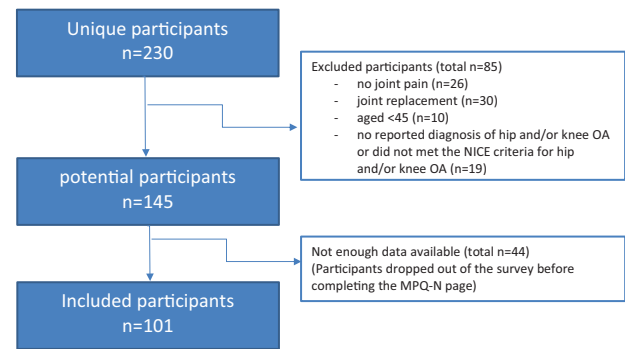 Unique participants
n=230
Excluded participants (total n=85)
- no joint pain (n=26)
- joint replacement (n=30)
- aged <45 (n=10)
- no reported diagnosis of hip and/or knee OA
or did not met the NICE criteria for hip
and/or knee OA (n=19)
potential participants
n=145
Not enough data available (total n=44)
(Participants dropped out of the survey before
completing the MPQ-N page)
Included participants
n=101